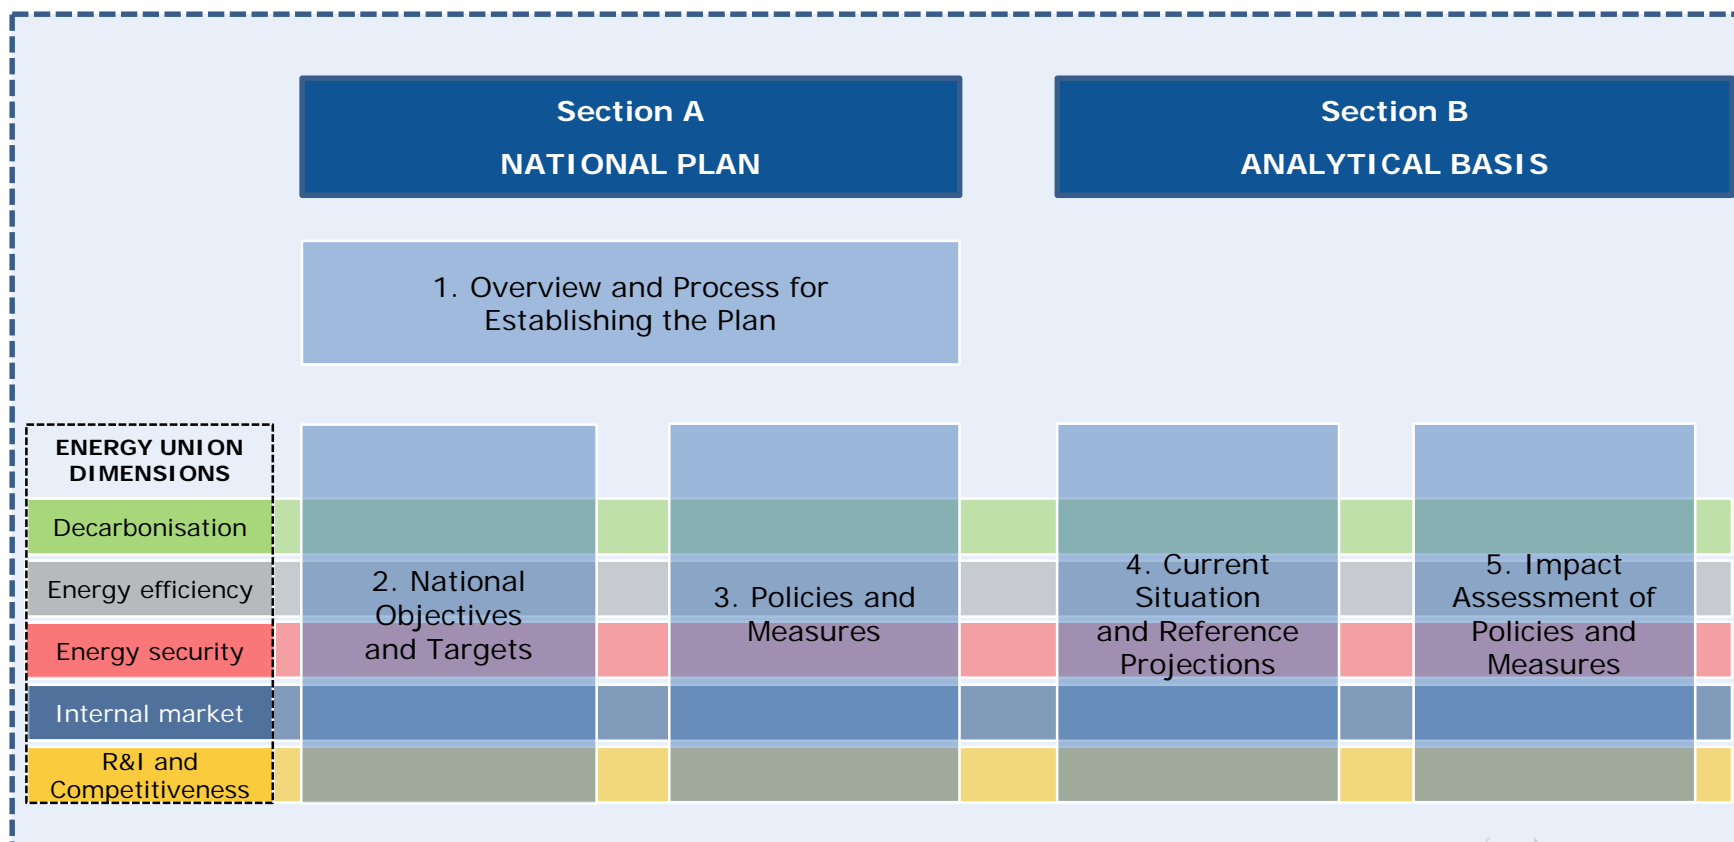 Section A
NATIONAL PLAN
Section B
ANALYTICAL BASIS
1. Overview and Process for
Establishing the Plan
ENERGY UNION
DIMENSIONS
Decarbonisation
Energy efficiency
Energy security
Internal market
R&I and
Competitiveness
2. National
Objectives
and Targets
3. Policies and
Measures
4. Current
Situation
and Reference
Projections
5. Impact
Assessment of
Policies and
Measures